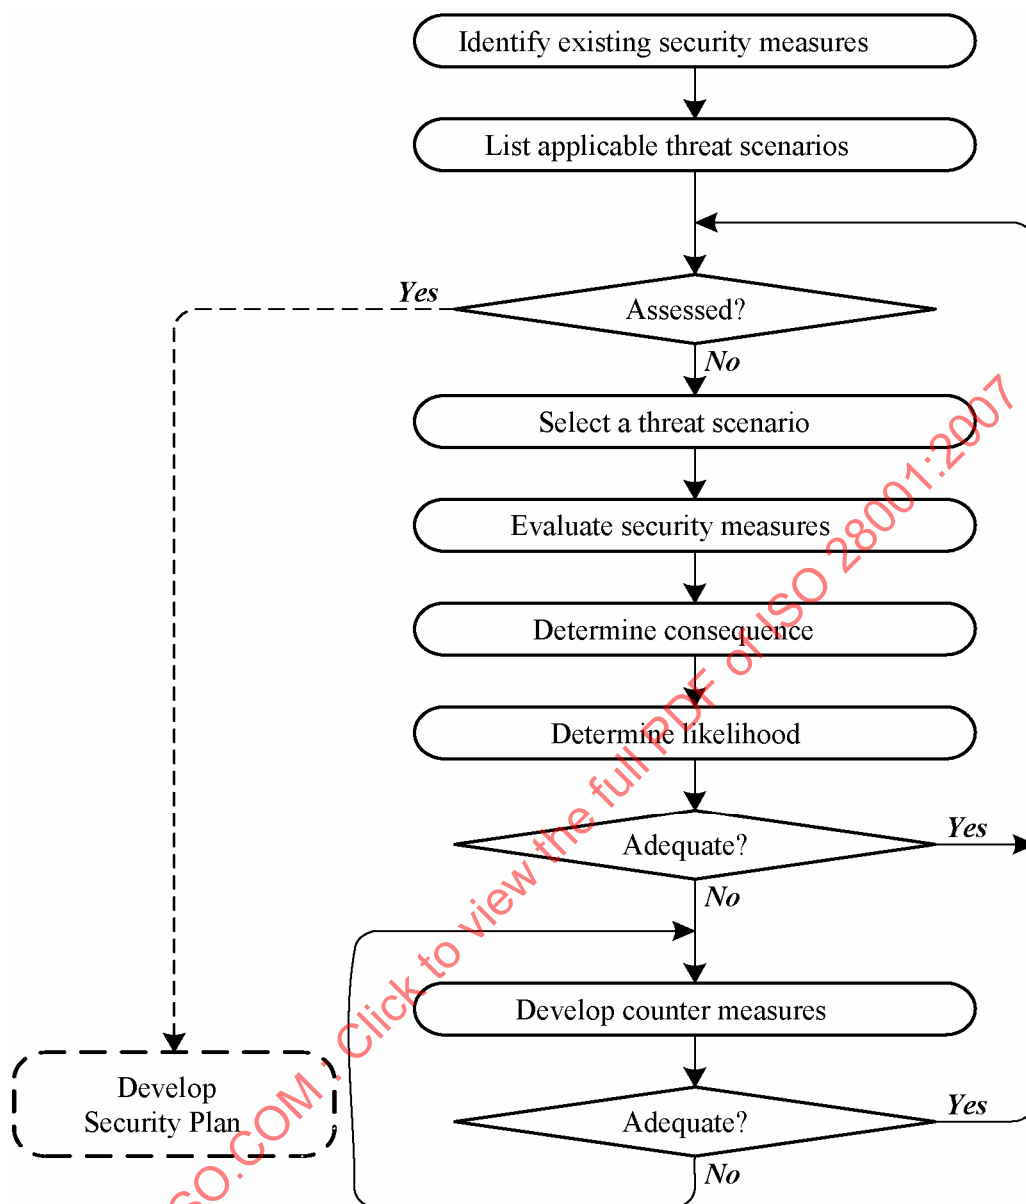 Identify existing security measures
List applicable threat scenarios
Yes
Assessed?
No
Select a threat scenario
Evaluate security measures
Determine consequence
Determine likelihood
Adequate?
Yes
No
Develop counter measures
Develop
Security Plan
Adequate?
Yes
No
SO.COM : Click to view the full PDF of ISO 28001:2007